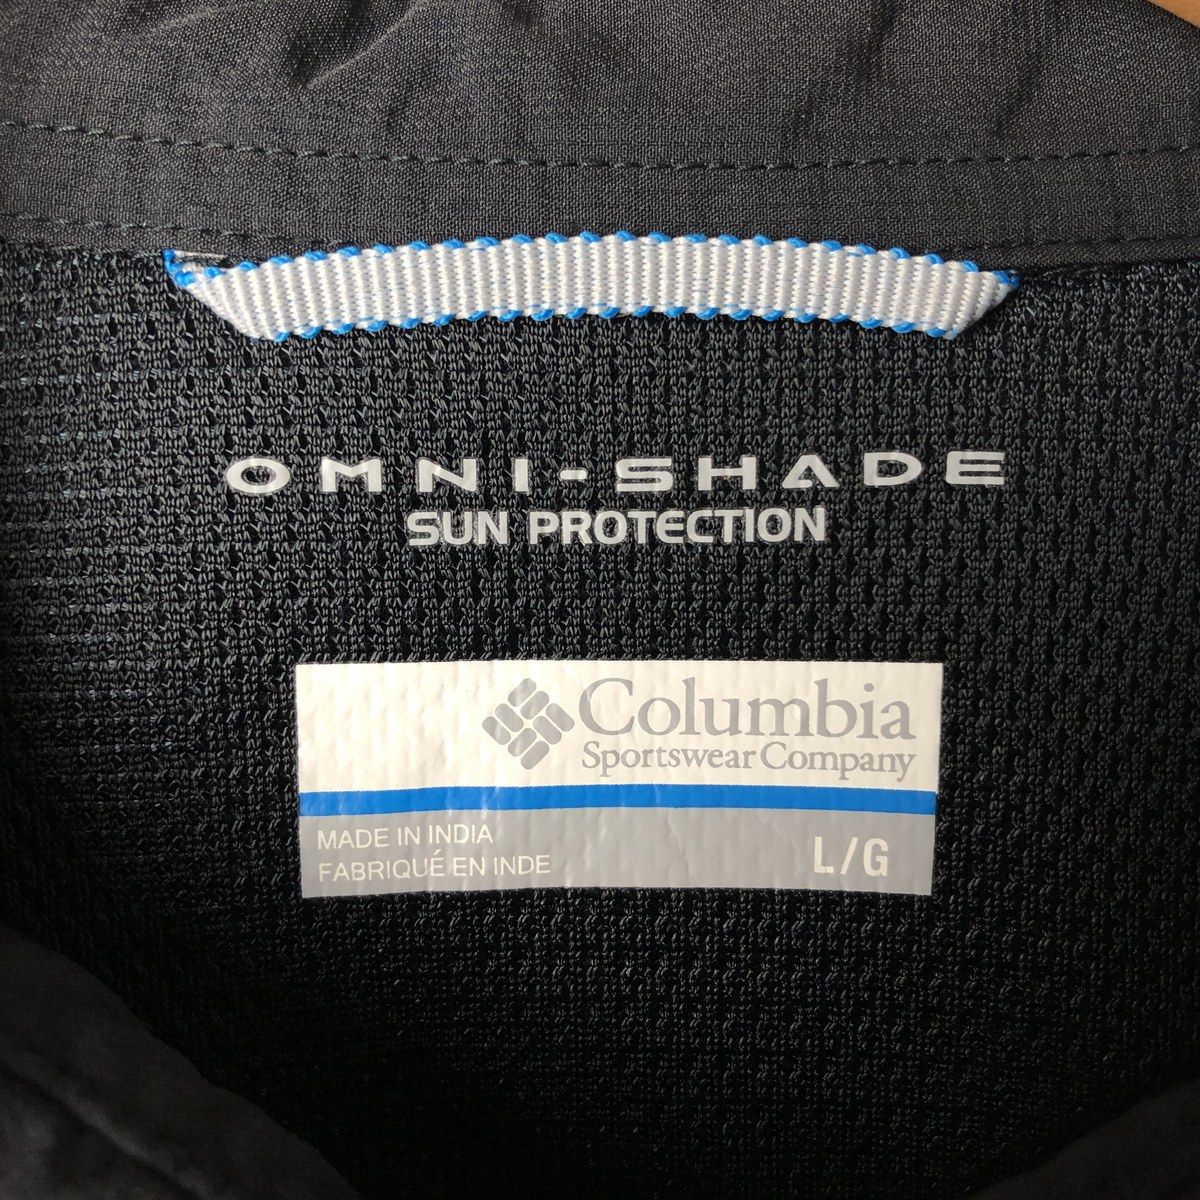 OMNI-SHADE
SUN PROTECTION
Columbia
Sportswear Company
MADE IN INDIA
FABRIQUÉ EN INDE
L/G